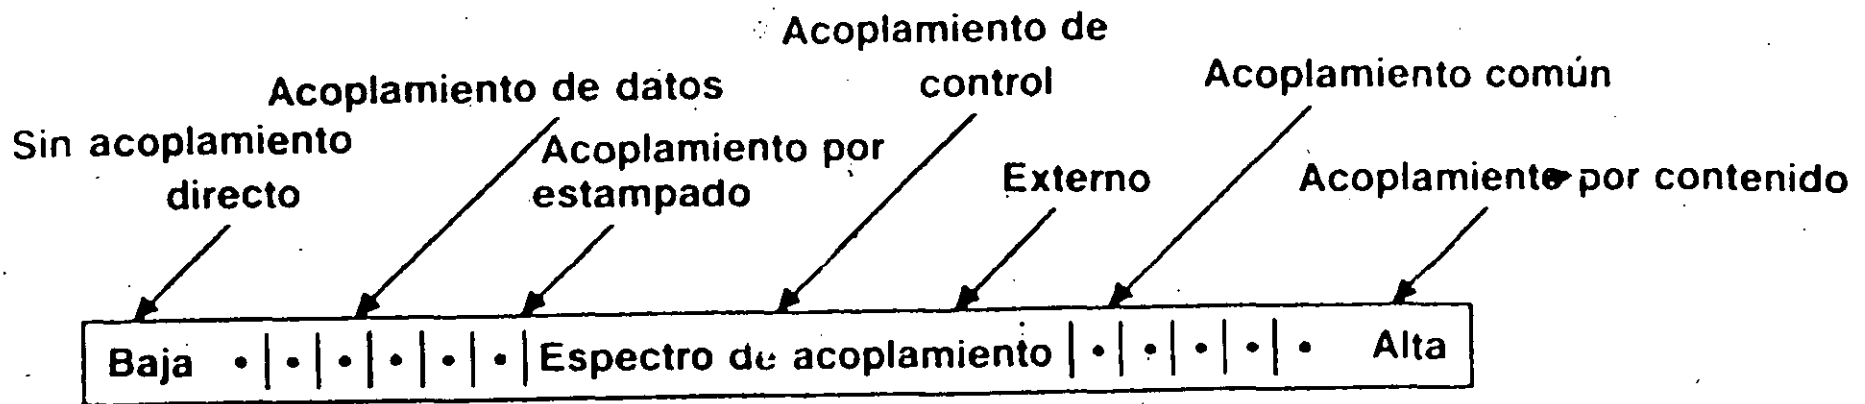 Acoplamiento de
control
Acoplamiento de datos
Acoplamiento común
Sin acoplamiento
directo
Acoplamiento por
estampado
Externo
Acoplamiento por contenido
Baja • | • | • | • | • | • | Espectro de acoplamiento | • | • | • | • | • Alta